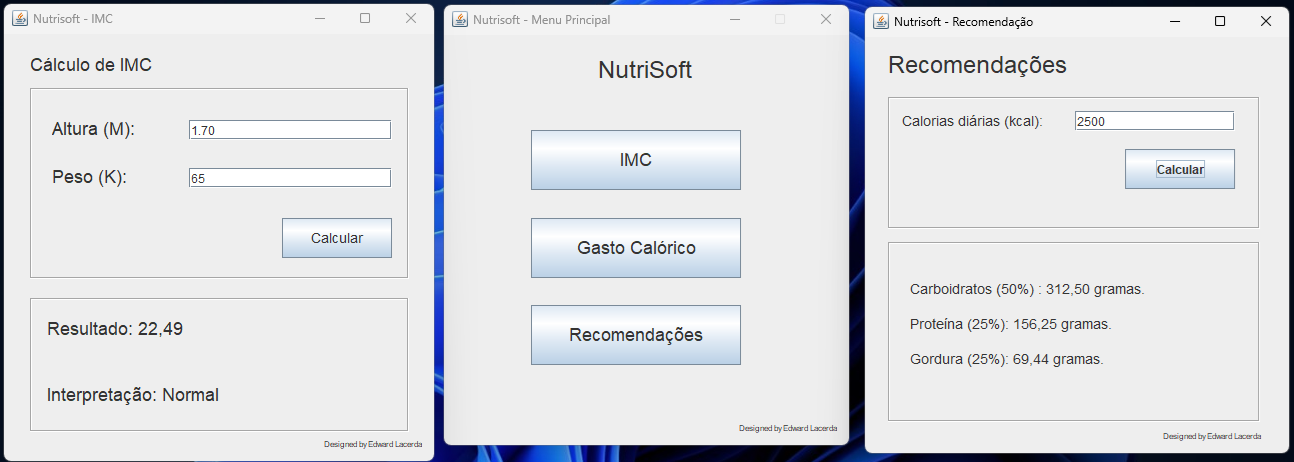 Nutrisoft - IMC
Cálculo de IMC
Altura (M):
1.70
Peso (K):
65
Calcular
Resultado: 22,49
Interpretação: Normal
Designed by Edward Lacerda
Nutrisoft - Menu Principal
NutriSoft
IMC
Gasto Calórico
Recomendações
Designed by Edward Lacerda
Nutrisoft - Recomendação
Recomendações
Calorias diárias (kcal):
2500
Calcular
Carboidratos (50%) : 312,50 gramas.
Proteína (25%): 156,25 gramas.
Gordura (25%): 69,44 gramas.
Designed by Edward Lacerda